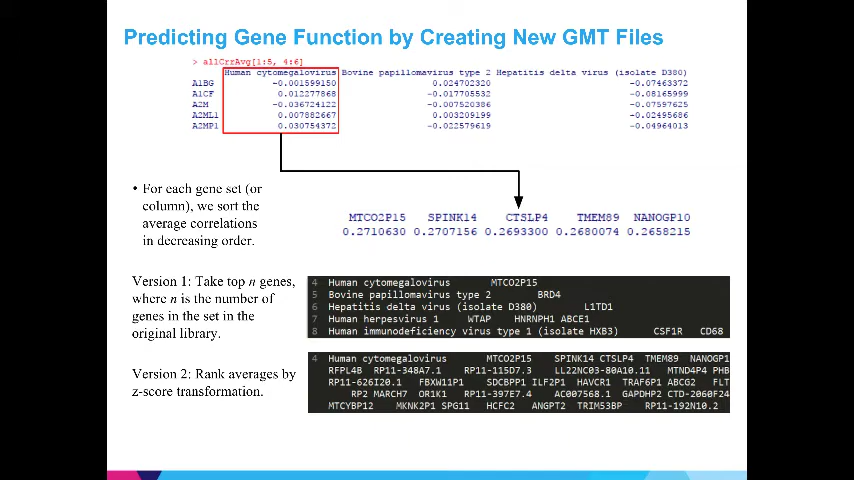 Predicting Gene Function by Creating New GMT Files
> allCrrAvg[1:5, 4:6]
Human cytomegalovirus Bovine papillomavirus type 2 Hepatitis delta virus (isolate D380)
A1BG -0.001599150 0.024702320 -0.07463372
A1CF 0.012277868 -0.017705532 -0.08165999
A2M -0.036724122 -0.007520386 -0.07597625
A2ML1 0.007882667 0.003209199 -0.02495686
A2MP1 0.030754372 -0.022579619 -0.04964013
• For each gene set (or
column), we sort the
average correlations
in decreasing order.
MTCO2P15 SPINK14 CTSLP4 TMEM89 NANOGP10
0.2710630 0.2707156 0.2693300 0.2680074 0.2658215
Version 1: Take top n genes,
where n is the number of
genes in the set in the
original library.
4 Human cytomegalovirus MTCO2P15
5 Bovine papillomavirus type 2 BRD4
6 Hepatitis delta virus (isolate D380) L1TD1
7 Human herpesvirus 1 WTAP HNRNPH1 ABCE1
8 Human immunodeficiency virus type 1 (isolate HXB3) CSF1R CD68
Version 2: Rank averages by
z-score transformation.
4 Human cytomegalovirus MTCO2P15 SPINK14 CTSLP4 TMEM89 NANOGP1
RFPL4B RP11-348A7.1 RP11-115D7.3 LL22NC03-80A10.11 MTND4P4 PHB
RP11-626I20.1 FBXW11P1 SDCBPP1 ILF2P1 HAVCR1 TRAF6P1 ABCG2 FLT
RP2 MARCH7 OR1K1 RP11-397E7.4 AC007568.1 GAPDHP2 CTD-2060F24
MTCYBP12 MKNK2P1 SPG11 HCFC2 ANGPT2 TRIM53BP RP11-192N10.2